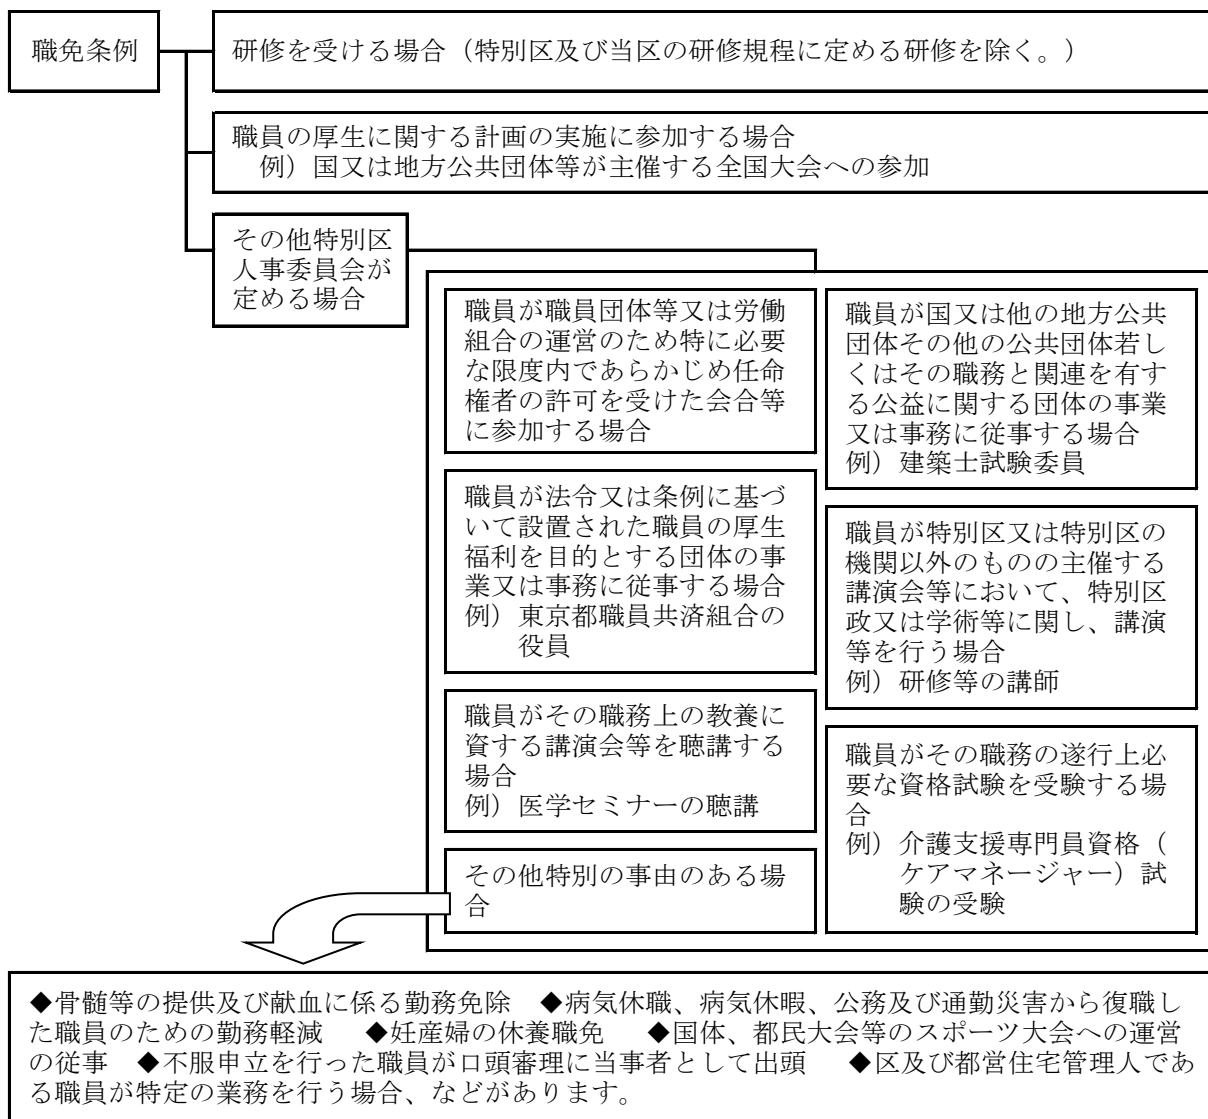 職免条例
研修を受ける場合（特別区及び当区の研修規程に定める研修を除く。）
職員の厚生に関する計画の実施に参加する場合
例）国又は地方公共団体等が主催する全国大会への参加
その他特別区
人事委員会が
定める場合
職員が職員団体等又は労働
組合の運営のため特に必要
な限度内であらかじめ任命
権者の許可を受けた会合等
に参加する場合
職員が国又は他の地方公共
団体その他の公共団体若し
くはその職務と関連を有す
る公益に関する団体の事業
又は事務に従事する場合
例）建築士試験委員
職員が法令又は条例に基づ
いて設置された職員の厚生
福利を目的とする団体の事
業又は事務に従事する場合
例）東京都職員共済組合の
役員
職員が特別区又は特別区の
機関以外のものの主催する
講演会等において、特別区
政又は学術等に関し、講演
等を行う場合
例）研修等の講師
職員がその職務上の教養に
資する講演会等を聴講する
場合
例）医学セミナーの聴講
職員がその職務の遂行上必
要な資格試験を受験する場
合
例）介護支援専門員資格（
ケアマネージャー）試
験の受験
その他特別の事由のある場
合
◆骨髄等の提供及び献血に係る勤務免除　◆病気休職、病気休暇、公務及び通勤災害から復職し
た職員のための勤務軽減　◆妊産婦の休養職免　◆国体、都民大会等のスポーツ大会への運営
の従事　◆不服申立を行った職員が口頭審理に当事者として出頭　◆区及び都営住宅管理人であ
る職員が特定の業務を行う場合、などがあります。